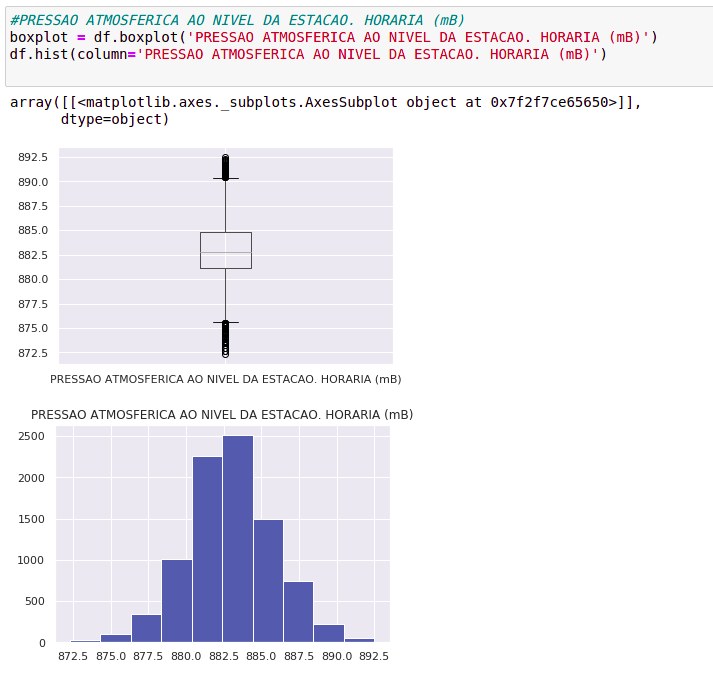 #PRESSAO ATMOSFERICA AO NIVEL DA ESTACAO. HORARIA (mB)
boxplot = df.boxplot('PRESSAO ATMOSFERICA AO NIVEL DA ESTACAO. HORARIA (mB)')
df.hist(column='PRESSAO ATMOSFERICA AO NIVEL DA ESTACAO. HORARIA (mB)')
array([[<matplotlib.axes._subplots.AxesSubplot object at 0x7f2f7ce65650>]],
dtype=object)
892.5
890.0
887.5
885.0
882.5
880.0
877.5
875.0
872.5
PRESSAO ATMOSFERICA AO NIVEL DA ESTACAO. HORARIA (mB)
PRESSAO ATMOSFERICA AO NIVEL DA ESTACAO. HORARIA (mB)
2500
2000
1500
1000
500
0
872.5 875.0 877.5 880.0 882.5 885.0 887.5 890.0 892.5